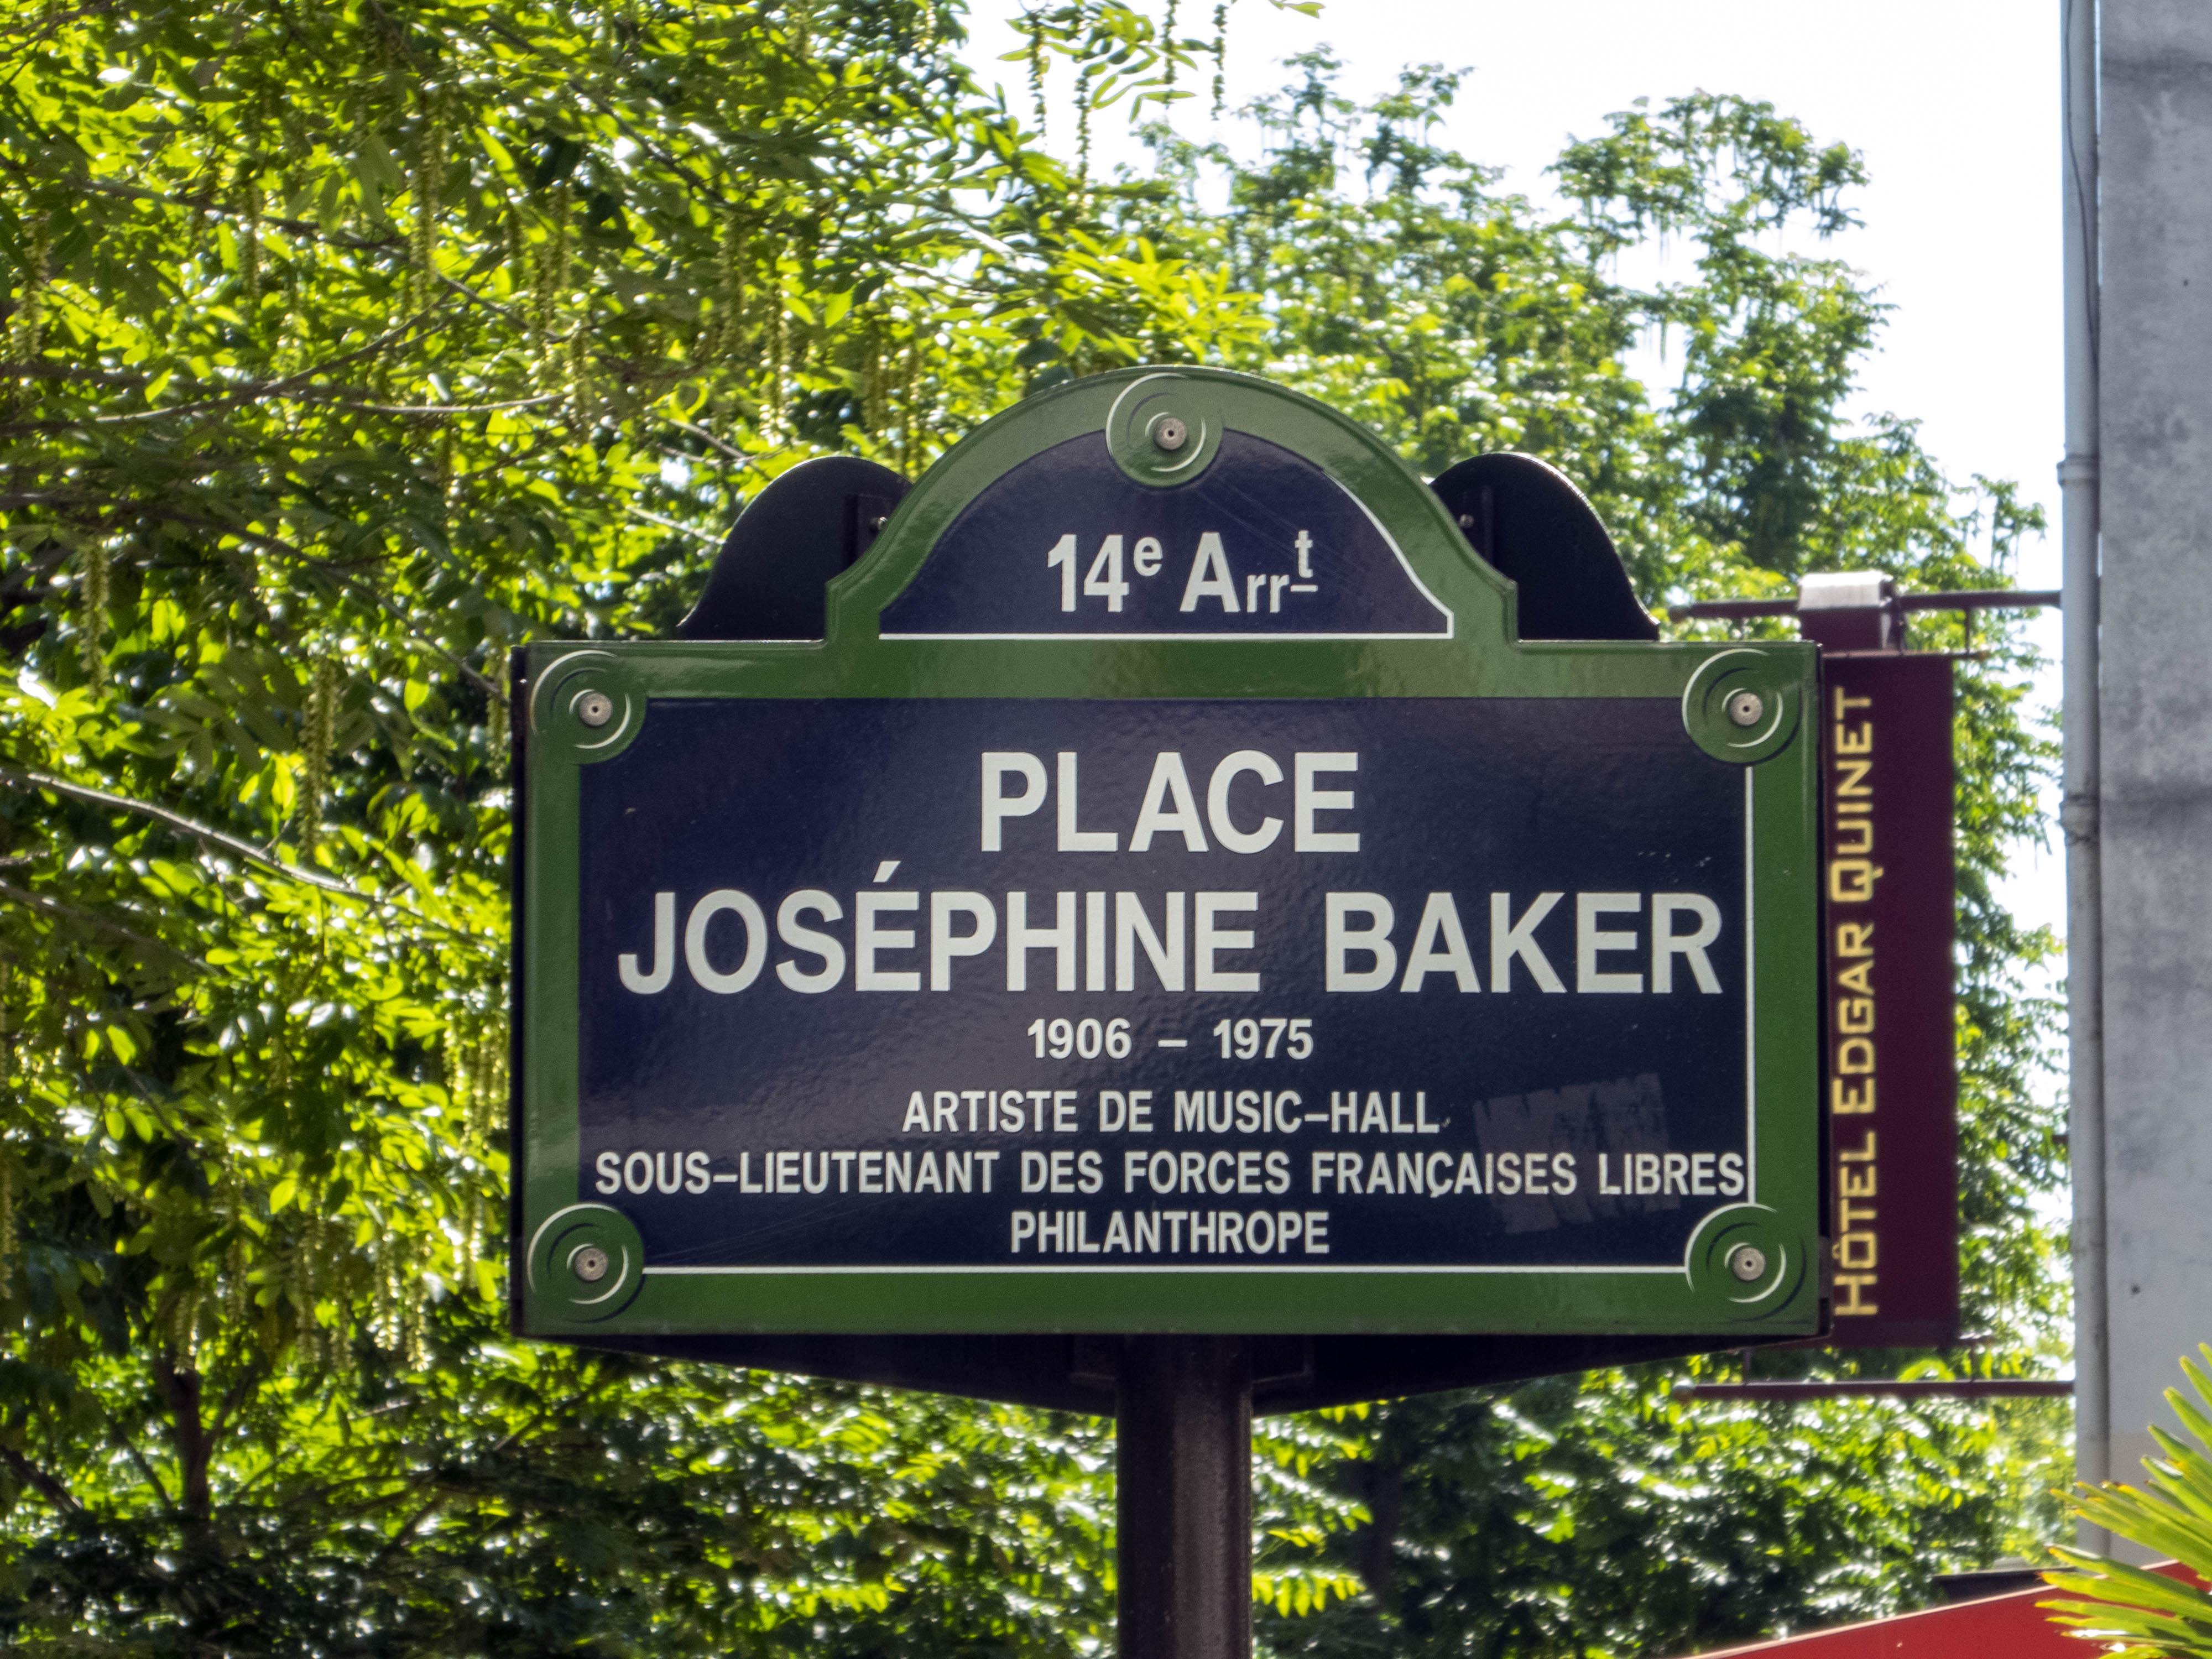 14e Arrt
PLACE
JOSÉPHINE BAKER
1906 – 1975
ARTISTE DE MUSIC–HALL
SOUS–LIEUTENANT DES FORCES FRANÇAISES LIBRES
PHILANTHROPE
HÔTEL EDGAR QUINET